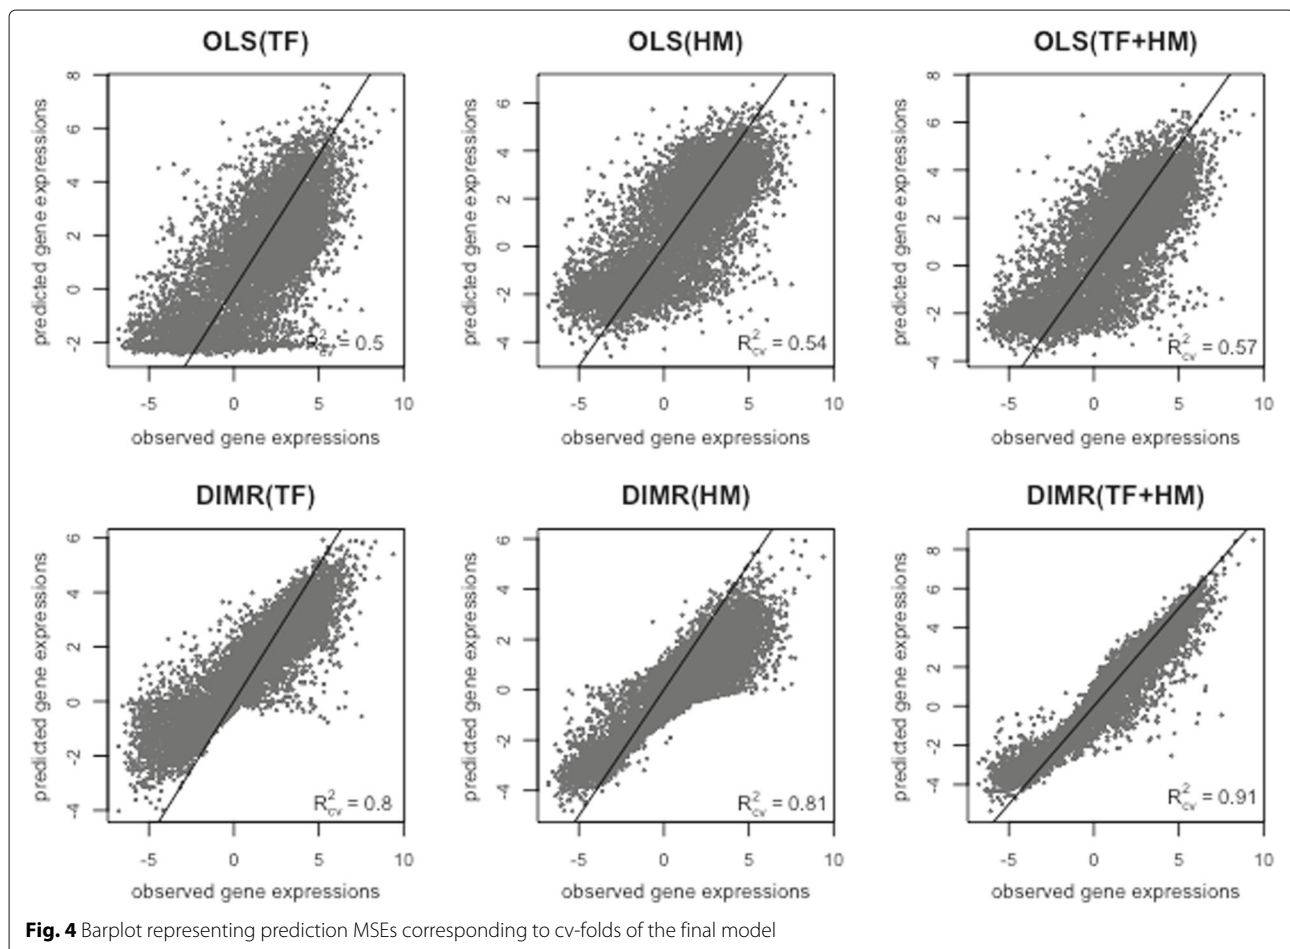 OLS(TF)
OLS(HM)
OLS(TF+HM)
predicted gene expressions
8
6
4
2
0
-2
R²cv = 0.5
-5 0 5 10
observed gene expressions
predicted gene expressions
6
4
2
0
-2
-4
R²cv = 0.54
-5 0 5 10
observed gene expressions
predicted gene expressions
8
6
4
2
0
-2
-4
R²cv = 0.57
-5 0 5 10
observed gene expressions
DIMR(TF)
DIMR(HM)
DIMR(TF+HM)
predicted gene expressions
6
4
2
0
-2
-4
R²cv = 0.8
-5 0 5 10
observed gene expressions
predicted gene expressions
6
4
2
0
-2
-4
R²cv = 0.81
-5 0 5 10
observed gene expressions
predicted gene expressions
8
6
4
2
0
-2
-4
R²cv = 0.91
-5 0 5 10
observed gene expressions
Fig. 4 Barplot representing prediction MSEs corresponding to cv-folds of the final model